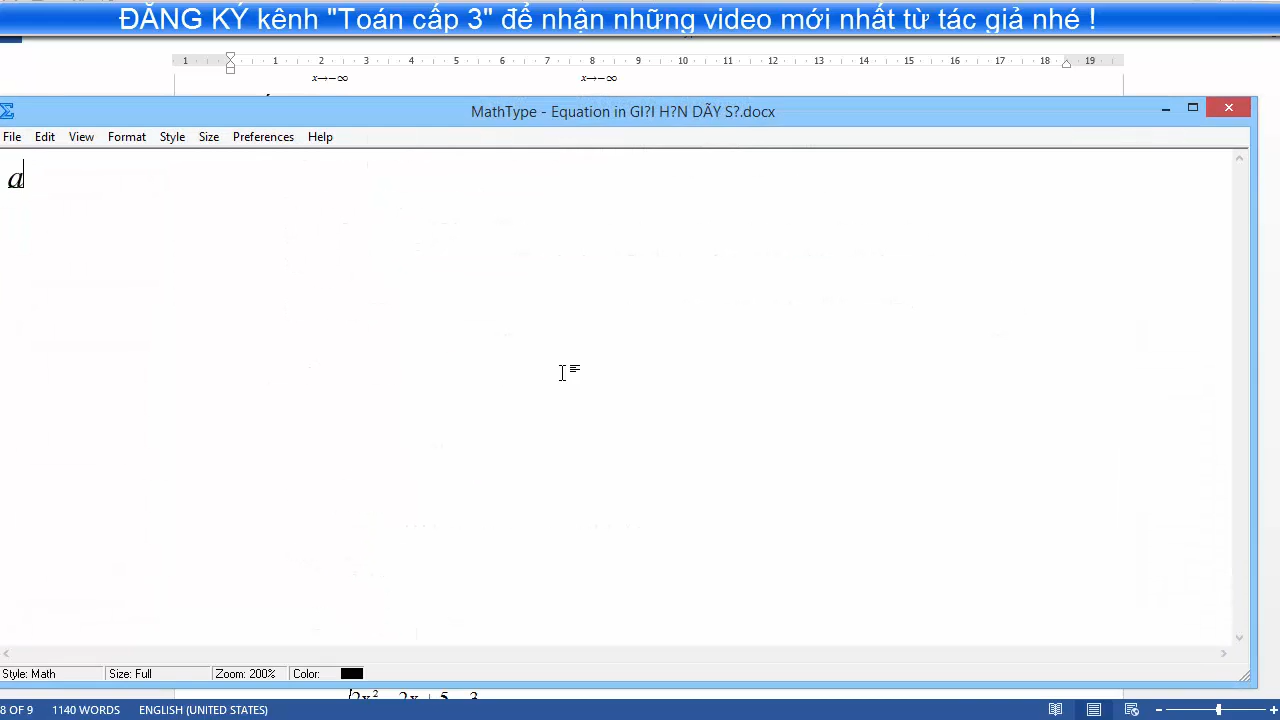 ĐĂNG KÝ kênh "Toán cấp 3" để nhận những video mới nhất từ tác giả nhé !
1 1 2 3 4 5 6 7 8 9 10 11 12 13 14 15 16 17 18 19
x→−∞ x→−∞
MathType - Equation in GI?I H?N DÃY S?.docx
File Edit View Format Style Size Preferences Help
a
Style: Math Size: Full Zoom: 200% Color:
8 OF 9 1140 WORDS ENGLISH (UNITED STATES)